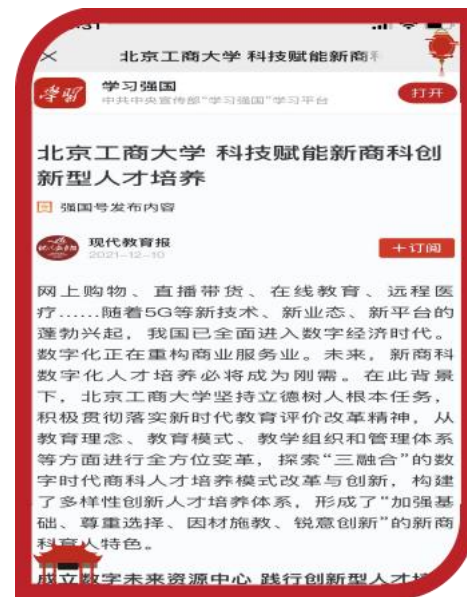 北京工商大学 科技赋能新商
学习强国
中共中央宣传部“学习强国”学习平台
打开
北京工商大学 科技赋能新商科创
新型人才培养
强国号发布内容
现代教育报
2021-12-10
＋订阅
网上购物、直播带货、在线教育、远程医
疗......随着5G等新技术、新业态、新平台的
蓬勃兴起，我国已全面进入数字经济时代。
数字化正在重构商业服务业。未来，新商科
数字化人才培养必将成为刚需。在此背景
下，北京工商大学坚持立德树人根本任务，
积极贯彻落实新时代教育评价改革精神，从
教育理念、教育模式、教学组织和管理体系
等方面进行全方位变革，探索“三融合”的数
字时代商科人才培养模式改革与创新，构建
了多样性创新人才培养体系，形成了“加强基
础、尊重选择、因材施教、锐意创新”的新商
科育人特色。
成立数字未来资源中心 践行创新型人才培